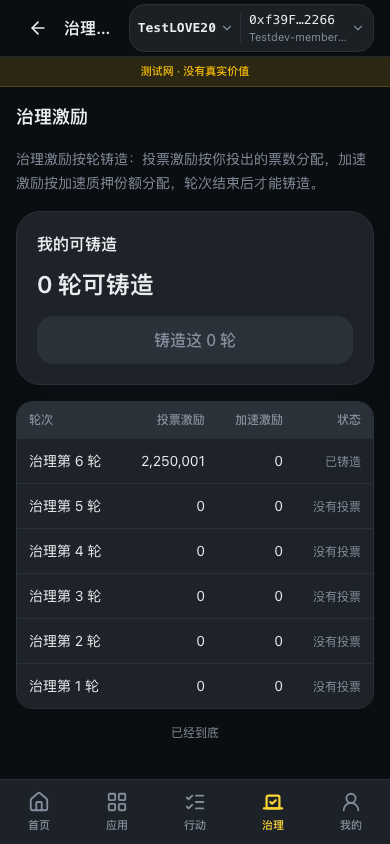 治理...
TestLOVE20
0xf39F…2266
Testdev-member...
测试网 · 没有真实价值
治理激励
治理激励按轮铸造：投票激励按你投出的票数分配，加速
激励按加速质押份额分配，轮次结束后才能铸造。
我的可铸造
0 轮可铸造
铸造这 0 轮
轮次 投票激励 加速激励 状态
治理第 6 轮 2,250,001 0 已铸造
治理第 5 轮 0 0 没有投票
治理第 4 轮 0 0 没有投票
治理第 3 轮 0 0 没有投票
治理第 2 轮 0 0 没有投票
治理第 1 轮 0 0 没有投票
已经到底
首页 应用 行动 治理 我的